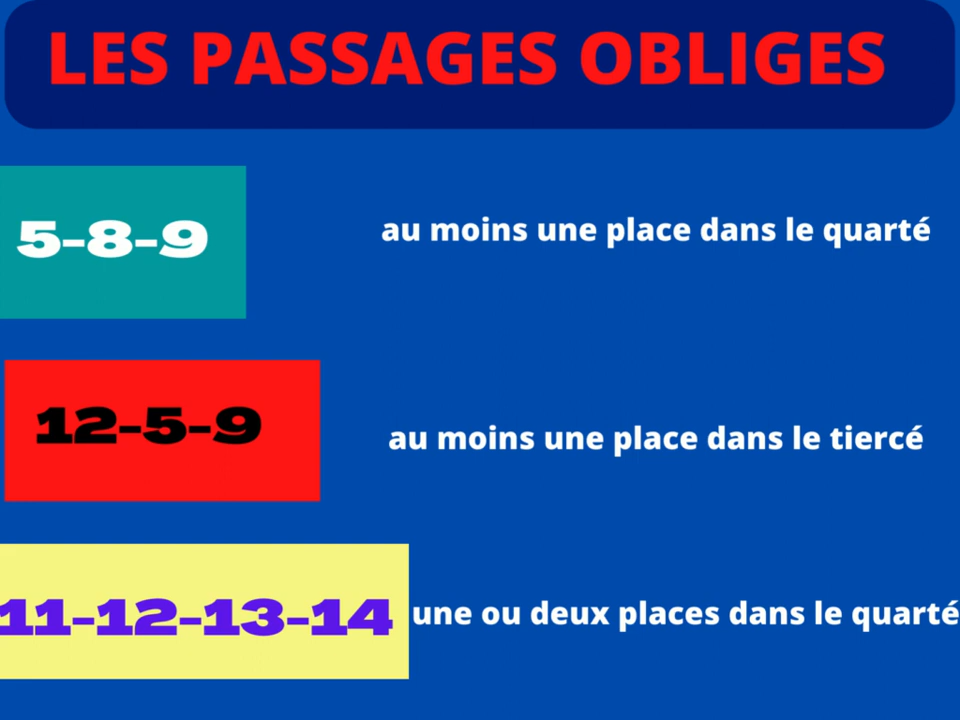 LES PASSAGES OBLIGES
5-8-9
au moins une place dans le quarté
12-5-9
au moins une place dans le tiercé
11-12-13-14
une ou deux places dans le quarté